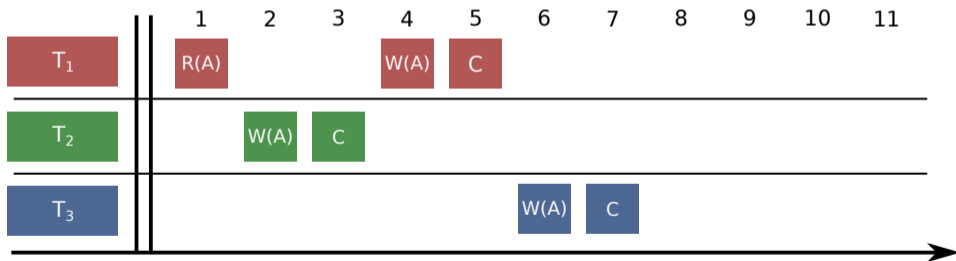 1 2 3 4 5 6 7 8 9 10 11
T₁ R(A) W(A) C
T₂ W(A) C
T₃ W(A) C